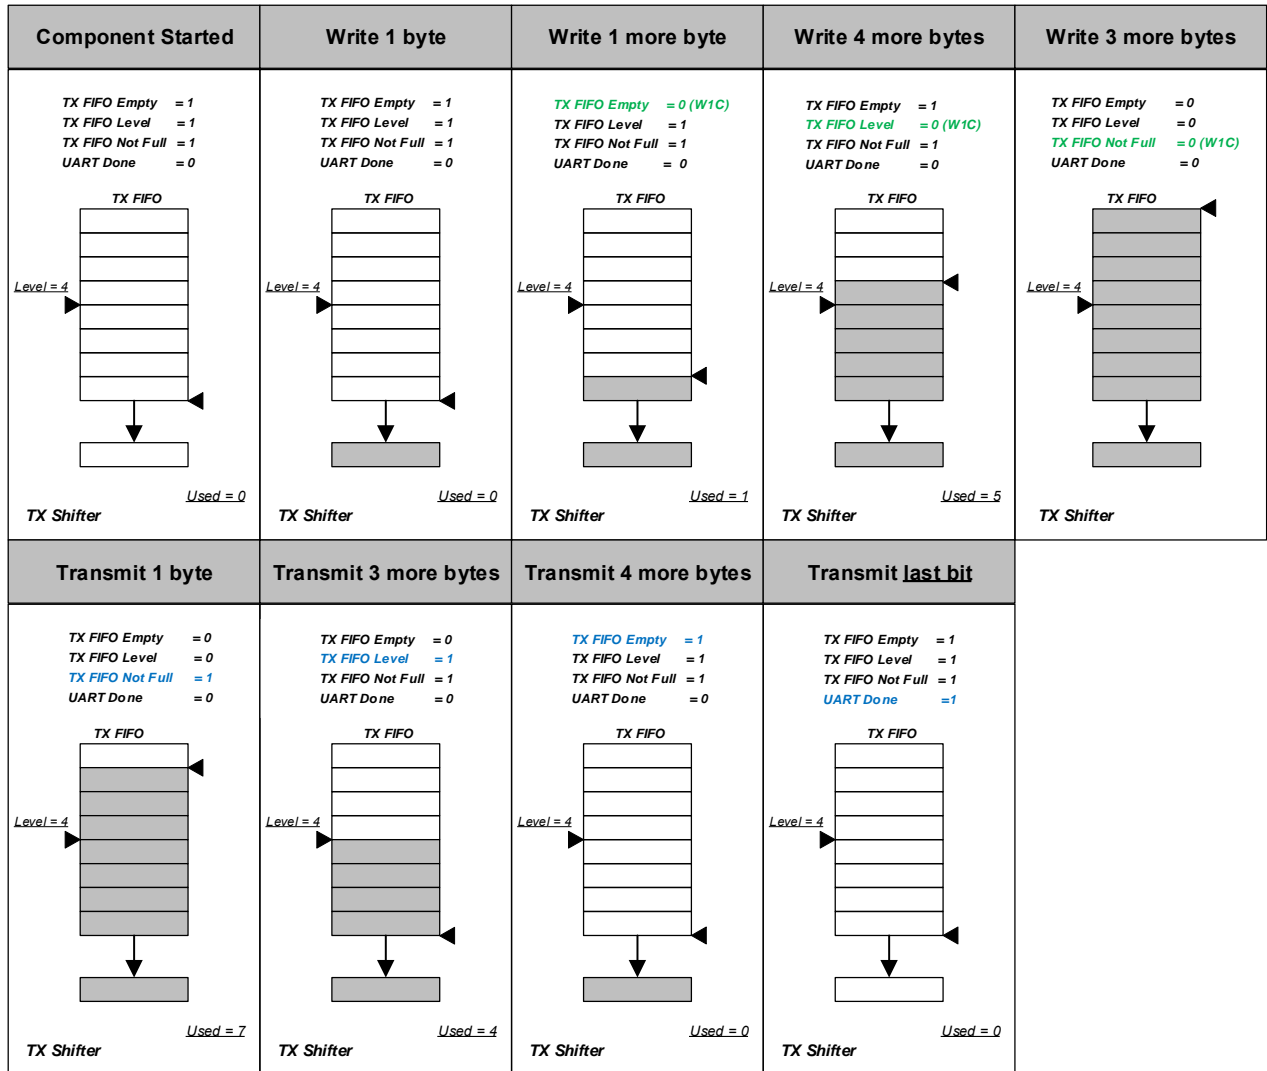 Component Started
TX FIFO Empty = 1
TX FIFO Level = 1
TX FIFO Not Full = 1
UART Done = 0
TX FIFO
Level = 4
Used = 0
TX Shifter
Write 1 byte
TX FIFO Empty = 1
TX FIFO Level = 1
TX FIFO Not Full = 1
UART Done = 0
TX FIFO
Level = 4
Used = 0
TX Shifter
Write 1 more byte
TX FIFO Empty = 0 (W1C)
TX FIFO Level = 1
TX FIFO Not Full = 1
UART Done = 0
TX FIFO
Level = 4
Used = 1
TX Shifter
Write 4 more bytes
TX FIFO Empty = 1
TX FIFO Level = 0 (W1C)
TX FIFO Not Full = 1
UART Done = 0
TX FIFO
Level = 4
Used = 5
TX Shifter
Write 3 more bytes
TX FIFO Empty = 0
TX FIFO Level = 0
TX FIFO Not Full = 0 (W1C)
UART Done = 0
TX FIFO
Level = 4
TX Shifter
Transmit 1 byte
TX FIFO Empty = 0
TX FIFO Level = 0
TX FIFO Not Full = 1
UART Done = 0
TX FIFO
Level = 4
Used = 7
TX Shifter
Transmit 3 more bytes
TX FIFO Empty = 0
TX FIFO Level = 1
TX FIFO Not Full = 1
UART Done = 0
TX FIFO
Level = 4
Used = 4
TX Shifter
Transmit 4 more bytes
TX FIFO Empty = 1
TX FIFO Level = 1
TX FIFO Not Full = 1
UART Done = 0
TX FIFO
Level = 4
Used = 0
TX Shifter
Transmit last bit
TX FIFO Empty = 1
TX FIFO Level = 1
TX FIFO Not Full = 1
UART Done =1
TX FIFO
Level = 4
Used = 0
TX Shifter